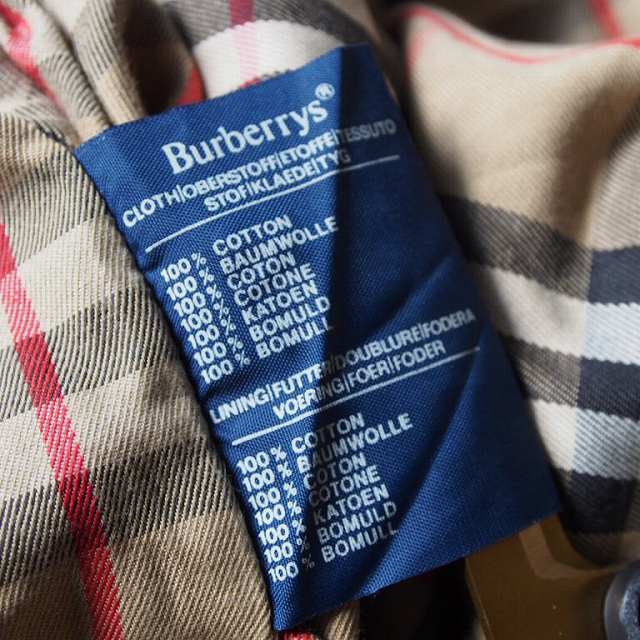 Burberrys®
CLOTH/OBERSTOFF/ETOFFE/TESSUTO
STOF/KLAEDE/TYG
100% COTTON
100% BAUMWOLLE
100% COTON
100% COTONE
100% KATOEN
100% BOMULD
100% BOMULL
LINING/FUTTER/DOUBLURE/FODERA
VOERING/FOER/FODER
100% COTTON
100% BAUMWOLLE
100% COTON
100% COTONE
100% KATOEN
100% BOMULD
100% BOMULL